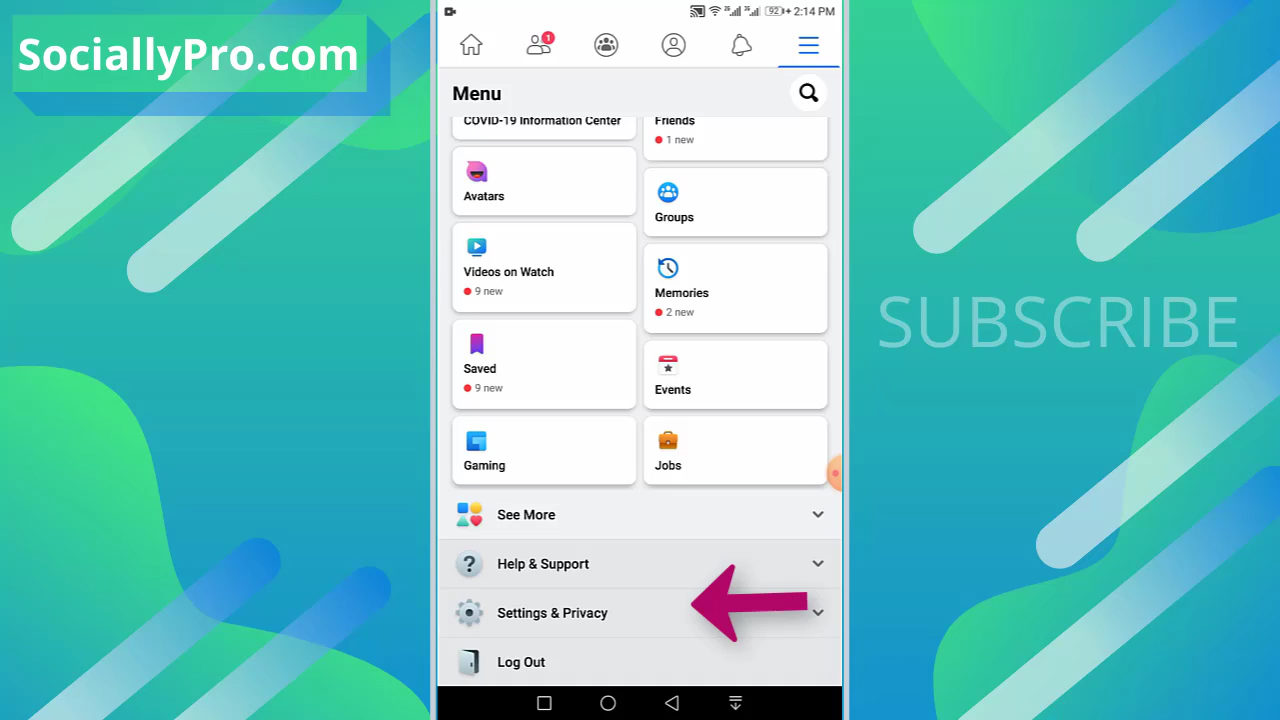 SociallyPro.com
92 2:14 PM
1
Menu
COVID-19 Information Center
Friends
1 new
Avatars
Groups
Videos on Watch
9 new
Memories
2 new
Saved
9 new
Events
Gaming
Jobs
See More
? Help & Support
Settings & Privacy
Log Out
SUBSCRIBE